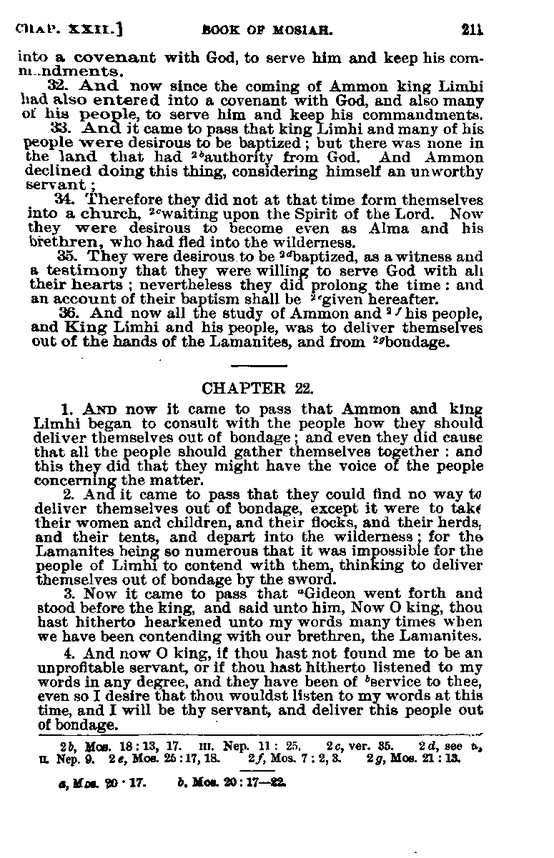 CHAP. XXII.] BOOK OF MOSIAH. 211
into a covenant with God, to serve him and keep his com-
m..ndments.
32. And now since the coming of Ammon king Limhi
had also entered into a covenant with God, and also many
of his people, to serve him and keep his commandments.
33. And it came to pass that king Limhi and many of his
people were desirous to be baptized; but there was none in
the land that had 2bauthority from God. And Ammon
declined doing this thing, considering himself an unworthy
servant;
34. Therefore they did not at that time form themselves
into a church, 2cwaiting upon the Spirit of the Lord. Now
they were desirous to become even as Alma and his
brethren, who had fled into the wilderness.
35. They were desirous to be 2dbaptized, as a witness and
a testimony that they were willing to serve God with all
their hearts; nevertheless they did prolong the time: and
an account of their baptism shall be 2egiven hereafter.
36. And now all the study of Ammon and 2fhis people,
and King Limhi and his people, was to deliver themselves
out of the hands of the Lamanites, and from 2gbondage.
CHAPTER 22.
1. AND now it came to pass that Ammon and king
Limhi began to consult with the people how they should
deliver themselves out of bondage; and even they did cause
that all the people should gather themselves together: and
this they did that they might have the voice of the people
concerning the matter.
2. And it came to pass that they could find no way to
deliver themselves out of bondage, except it were to take
their women and children, and their flocks, and their herds,
and their tents, and depart into the wilderness; for the
Lamanites being so numerous that it was impossible for the
people of Limhi to contend with them, thinking to deliver
themselves out of bondage by the sword.
3. Now it came to pass that aGideon went forth and
stood before the king, and said unto him, Now O king, thou
hast hitherto hearkened unto my words many times when
we have been contending with our brethren, the Lamanites.
4. And now O king, if thou hast not found me to be an
unprofitable servant, or if thou hast hitherto listened to my
words in any degree, and they have been of bservice to thee,
even so I desire that thou wouldst listen to my words at this
time, and I will be thy servant, and deliver this people out
of bondage.
2b, Mos. 18:13, 17. III. Nep. 11: 25. 2c, ver. 35. 2d, see
II. Nep. 9. 2e, Mos. 25:17, 18. 2f, Mos. 7:2, 3. 2g, Mos. 21:13.
a, Mos. 20:17. b, Mos. 20:17—22.